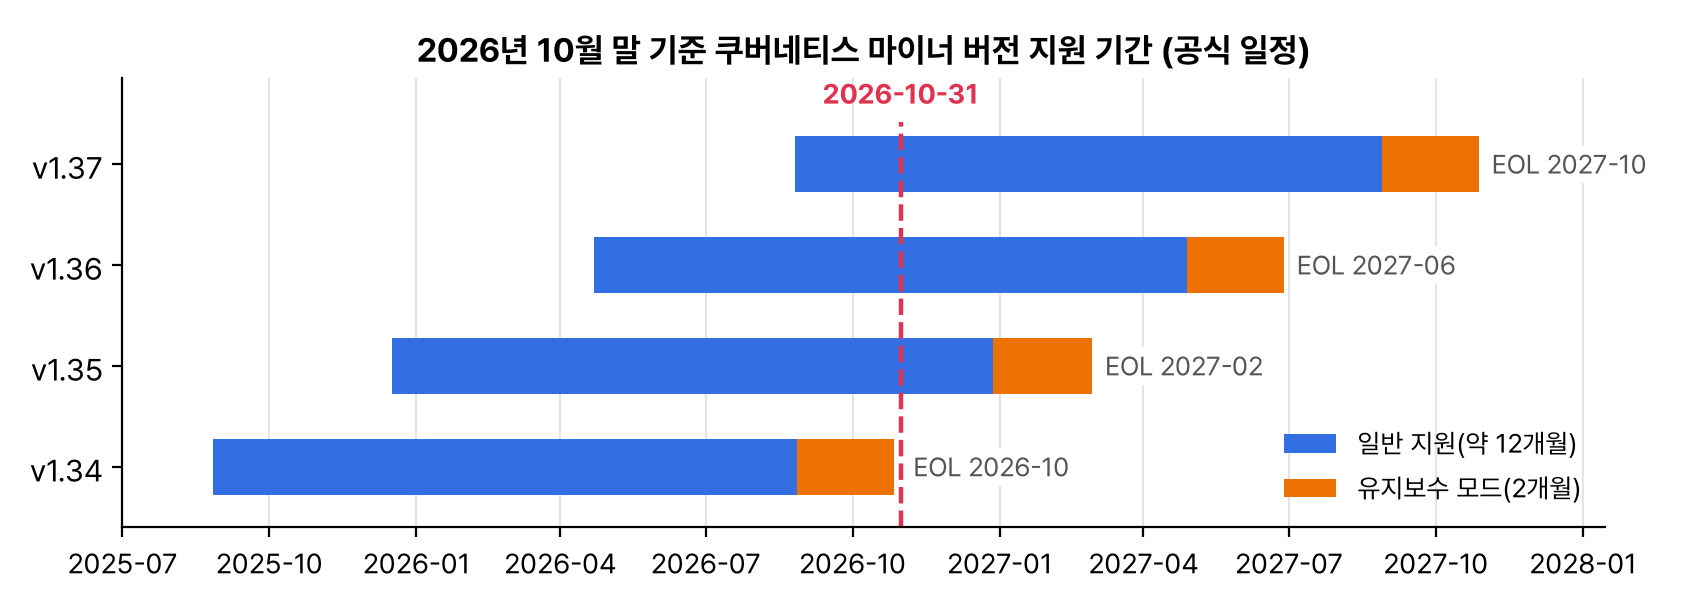 2026년 10월 말 기준 쿠버네티스 마이너 버전 지원 기간 (공식 일정)
2026-10-31
v1.37
EOL 2027-10
v1.36
EOL 2027-06
v1.35
EOL 2027-02
v1.34
EOL 2026-10
일반 지원(약 12개월)
유지보수 모드(2개월)
2025-07 2025-10 2026-01 2026-04 2026-07 2026-10 2027-01 2027-04 2027-07 2027-10 2028-01